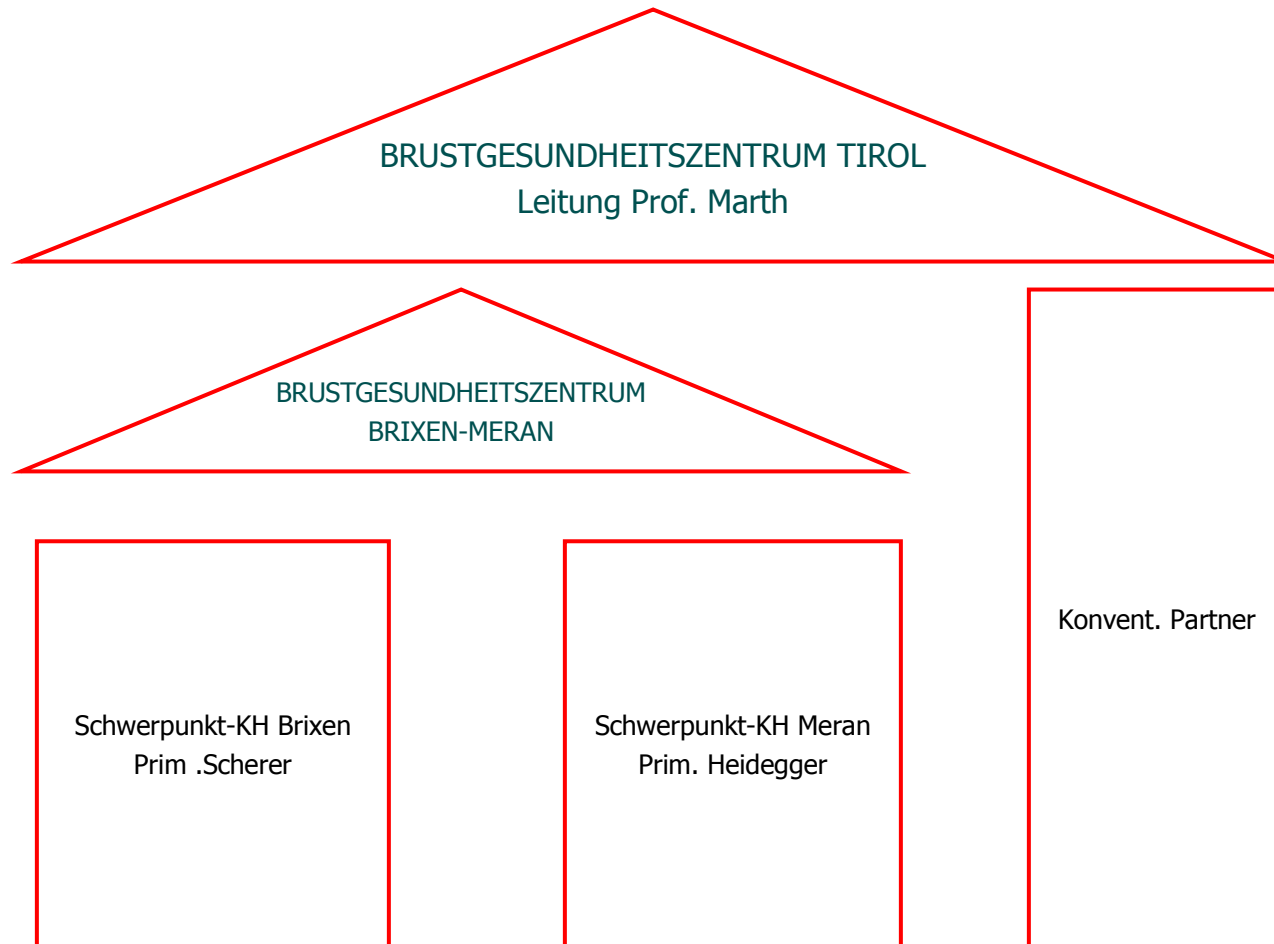 BRUSTGESUNDHEITSZENTRUM TIROL
Leitung Prof. Marth
BRUSTGESUNDHEITSZENTRUM
BRIXEN-MERAN
Konvent. Partner
Schwerpunkt-KH Brixen
Prim .Scherer
Schwerpunkt-KH Meran
Prim. Heidegger